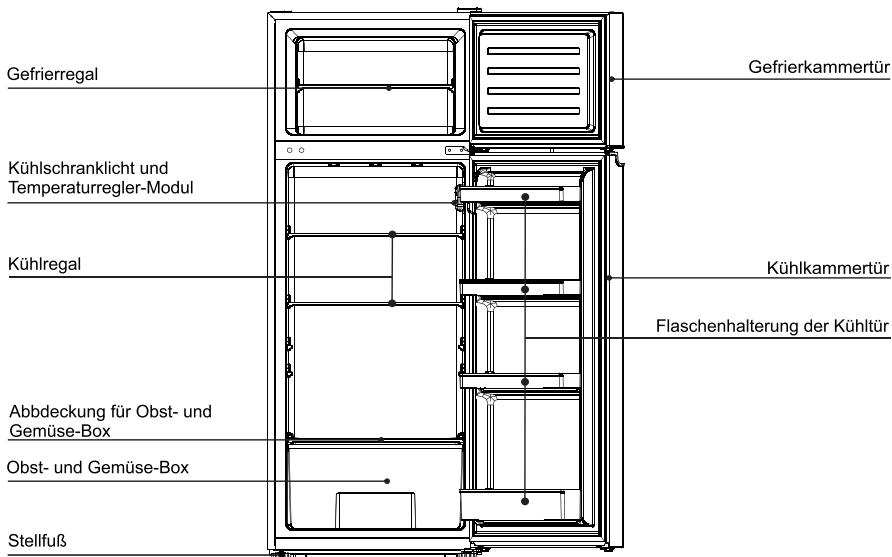 Gefrierregal
Kühlschranklicht und
Temperaturregler-Modul
Kühlregal
Abbdeckung für Obst- und
Gemüse-Box
Obst- und Gemüse-Box
Stellfuß
Gefrierkammertür
Kühlkammertür
Flaschenhalterung der Kühltür